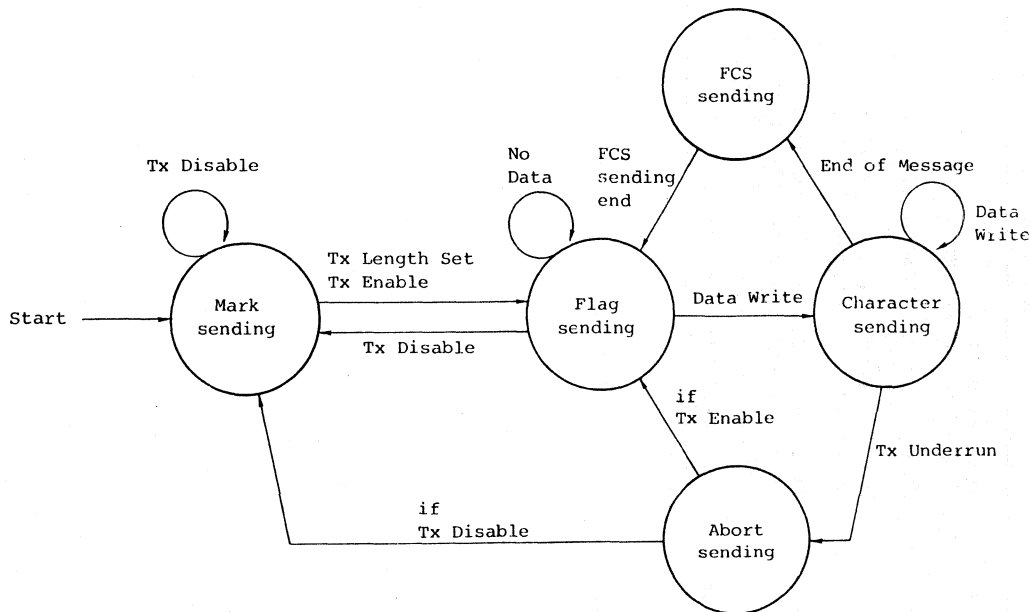 FCS
sending
Tx Disable
No
Data
FCS
sending
end
End of Message
Data
Write
Tx Length Set
Tx Enable
Start
Mark
sending
Flag
sending
Data Write
Character
sending
Tx Disable
if
Tx Enable
Tx Underrun
if
Tx Disable
Abort
sending